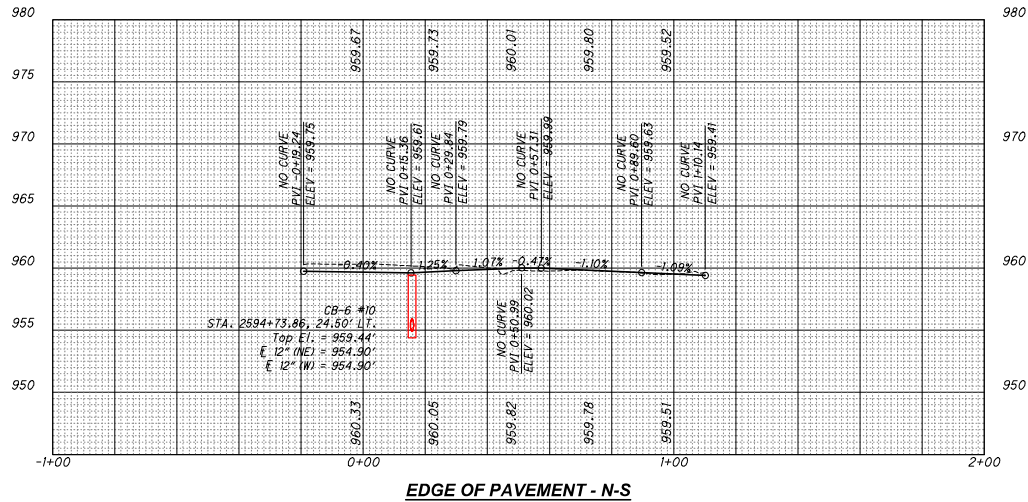 980
980
959.67
959.73
960.01
959.80
959.52
975
970
970
NO CURVE
PVI -0+19.24
ELEV = 959.75
NO CURVE
PVI 0+15.36
ELEV = 959.61
NO CURVE
PVI 0+29.84
ELEV = 959.79
NO CURVE
PVI 0+57.31
ELEV = 959.99
NO CURVE
PVI 0+89.60
ELEV = 959.63
NO CURVE
PVI 1+10.14
ELEV = 959.41
965
960
960
-0.40%
1.25%
1.07%
-0.47%
-1.10%
-1.09%
955
CB-6 #10
STA. 2594+73.86, 24.50' LT.
Top El. = 959.44'
12" (NE) = 954.90'
12" (W) = 954.90'
NO CURVE
PVI 0+50.99
ELEV = 960.02
950
950
960.33
960.05
959.82
959.78
959.51
-1+00
0+00
1+00
2+00
EDGE OF PAVEMENT - N-S